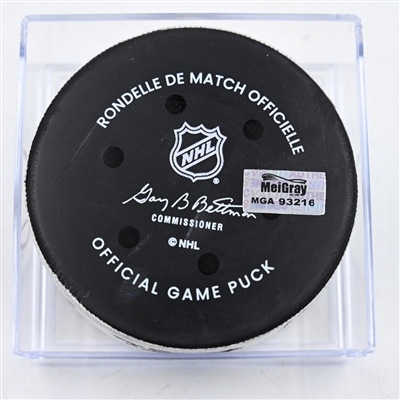 RONDELLE DE MATCH OFFICIELLE
NHL
®
Gary B Bettman
COMMISSIONER
© NHL
OFFICIAL GAME PUCK
MeiGray
MGA 93216